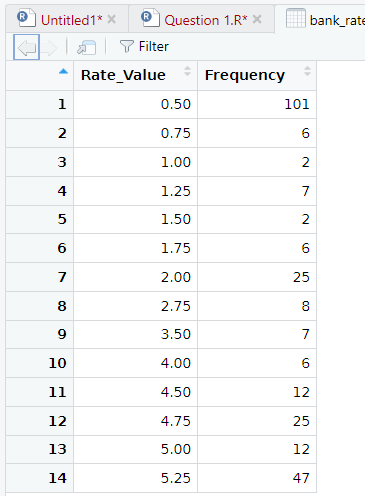 Untitled1* Question 1.R* bank_rate
Filter
Rate_Value Frequency
1 0.50 101
2 0.75 6
3 1.00 2
4 1.25 7
5 1.50 2
6 1.75 6
7 2.00 25
8 2.75 8
9 3.50 7
10 4.00 6
11 4.50 12
12 4.75 25
13 5.00 12
14 5.25 47